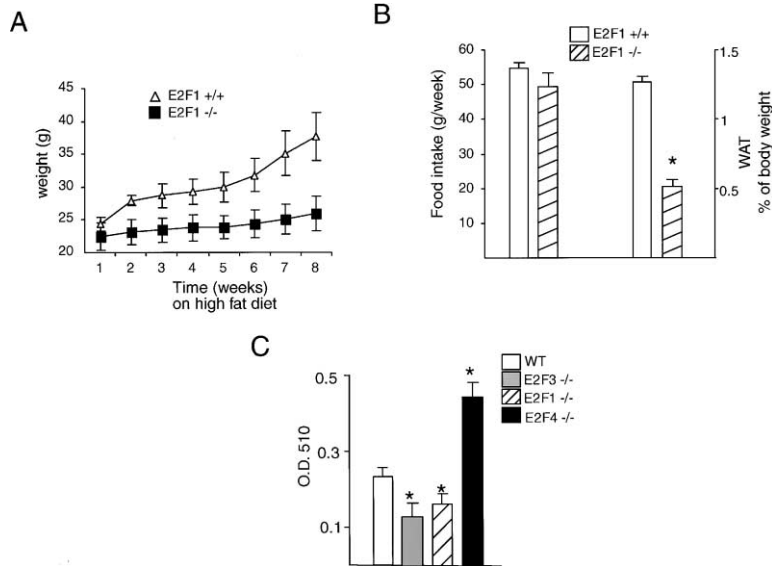 A
E2F1 +/+
E2F1 -/-
weight (g)
45
40
35
30
25
20
1 2 3 4 5 6 7 8
Time (weeks)
on high fat diet
B
E2F1 +/+
E2F1 -/-
Food intake (g/week)
60
50
40
30
20
10
*
1.5
1
0.5
WAT
% of body weight
C
WT
E2F3 -/-
E2F1 -/-
E2F4 -/-
O.D. 510
0.5
0.3
0.1
* * *